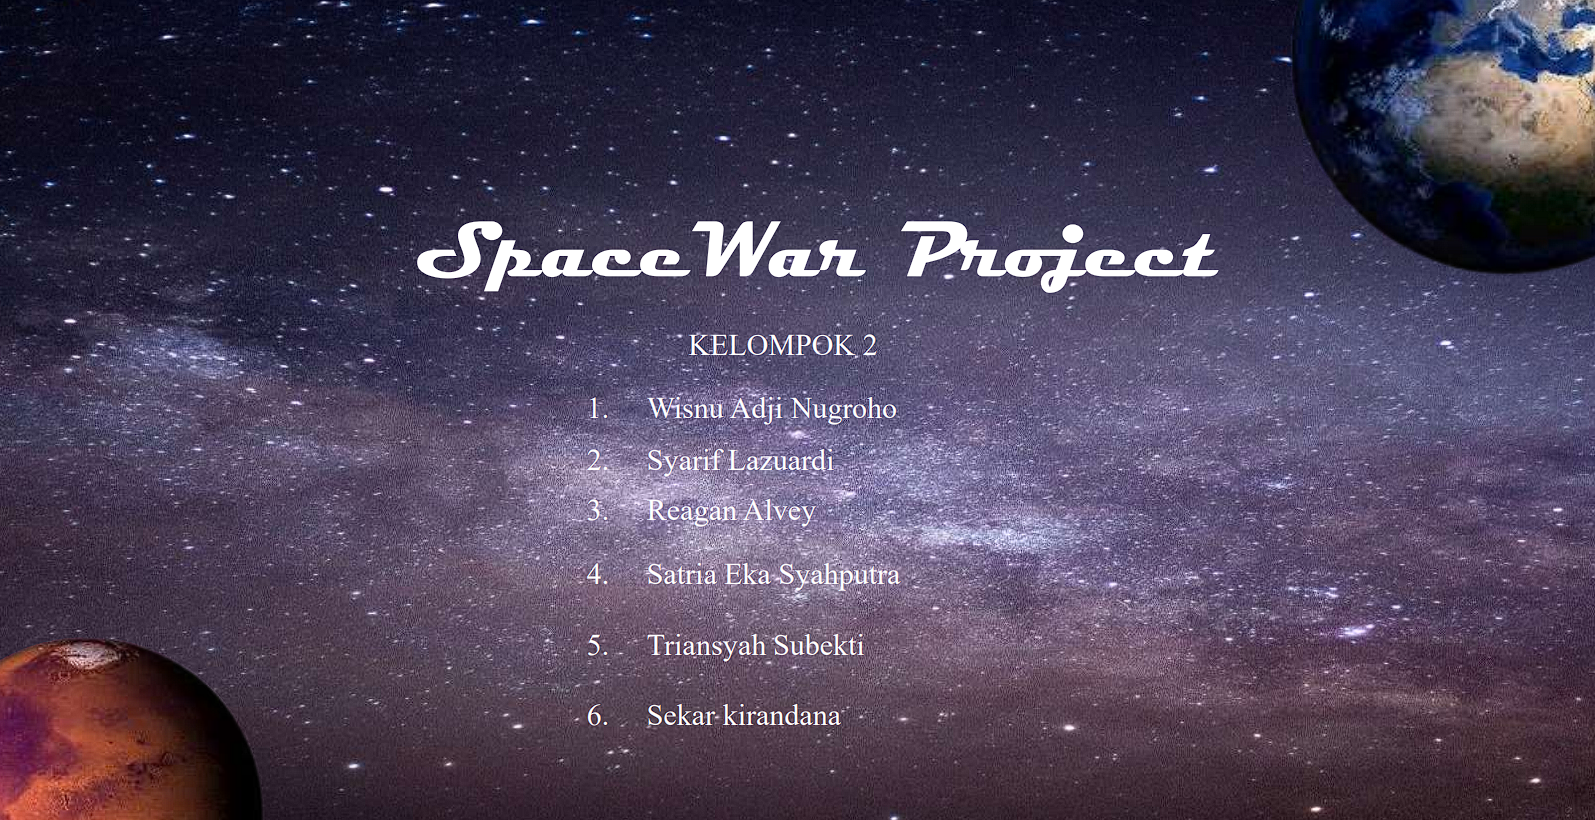 SpaceWar Project
KELOMPOK 2
1. Wisnu Adji Nugroho
2. Syarif Lazuardi
3. Reagan Alvey
4. Satria Eka Syahputra
5. Triansyah Subekti
6. Sekar kirandana